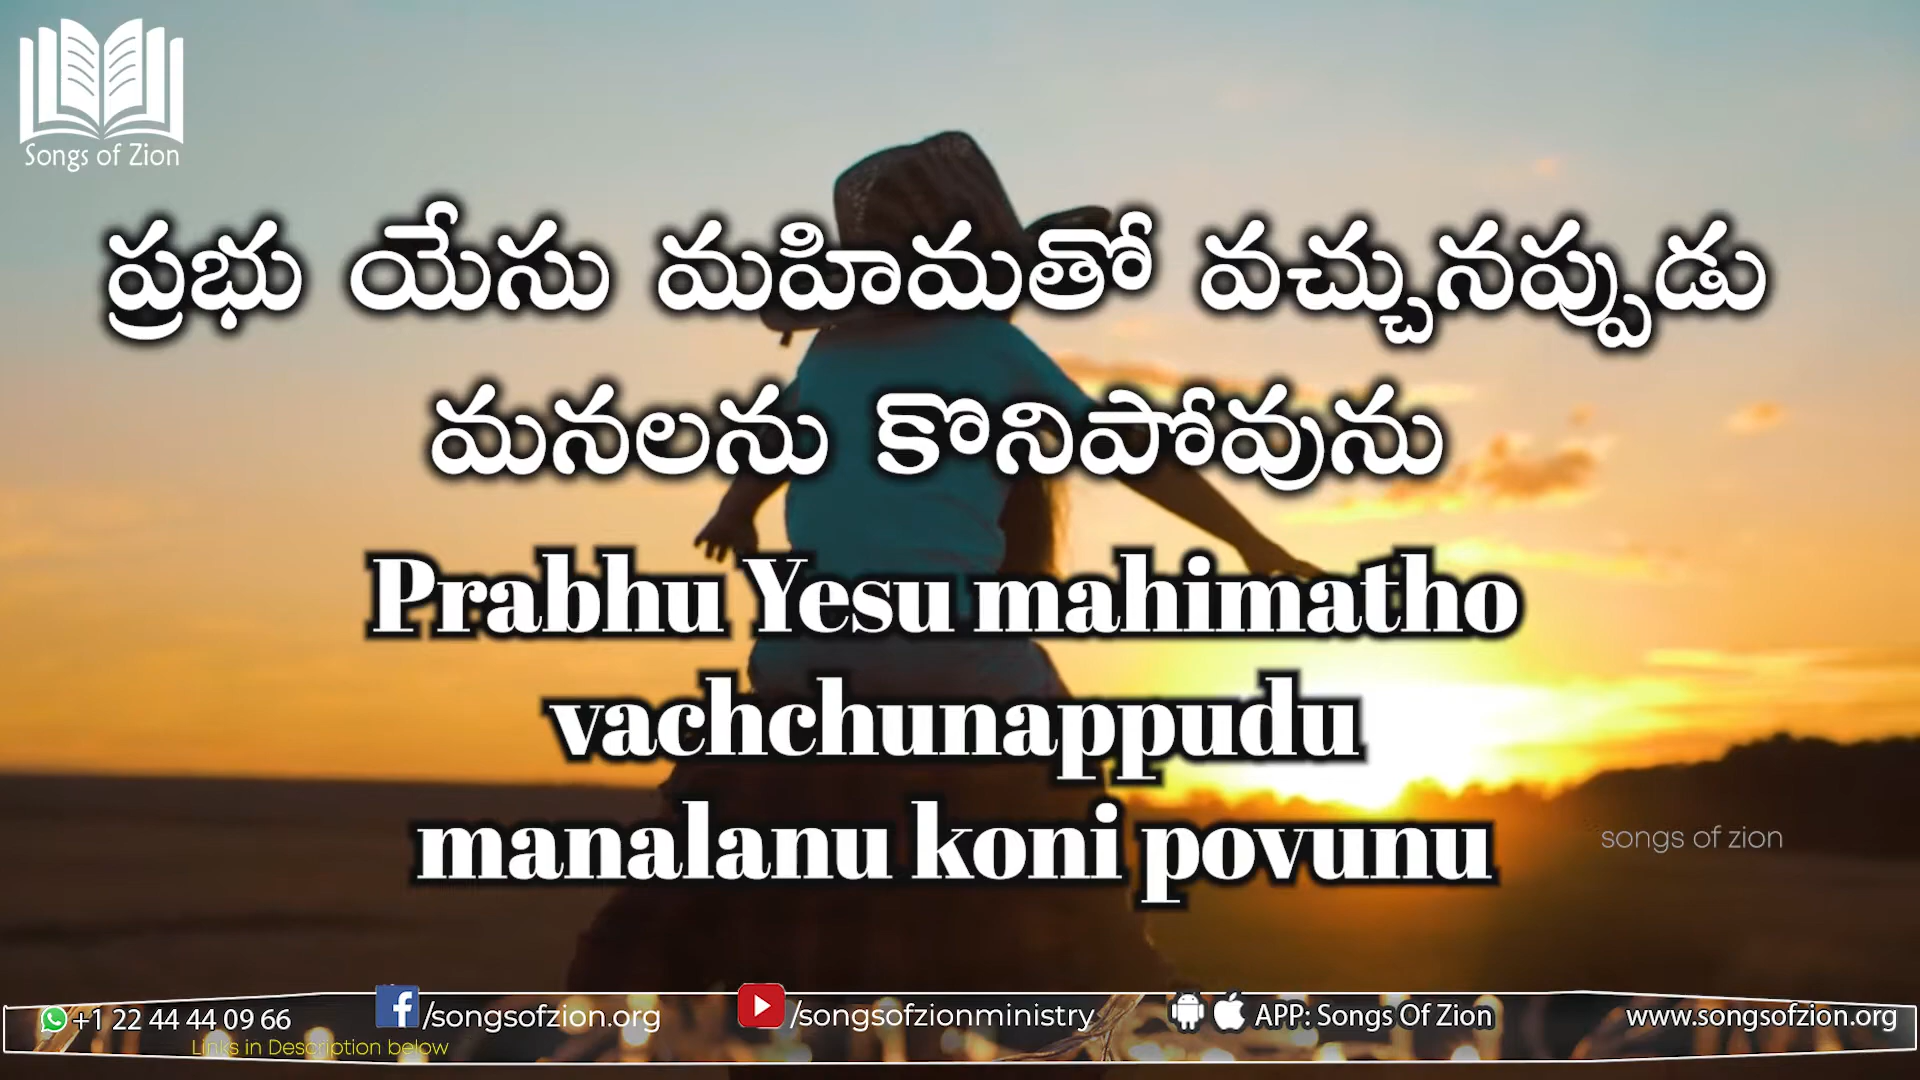 Songs of Zion
ప్రభు యేసు మహిమతో వచ్చునప్పుడు
మనలను కొనిపోవును
Prabhu Yesu mahimatho
vachchunappudu
manalanu koni povunu
songs of zion
+1 22 44 44 09 66
/songsofzion.org
/songsofzionministry
APP: Songs Of Zion
www.songsofzion.org
Links in Description below